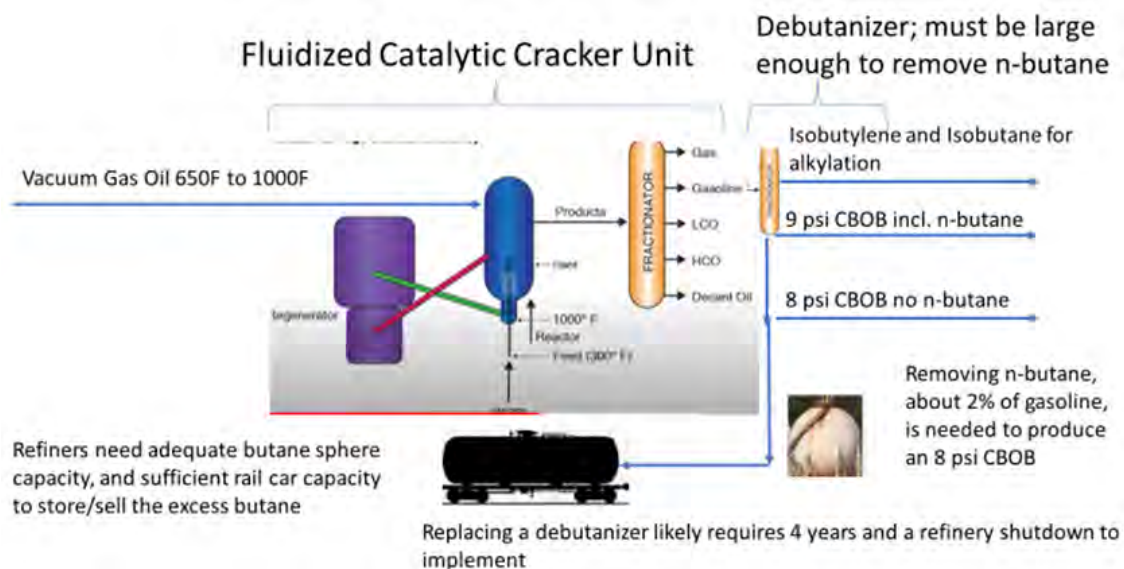 Debutanizer; must be large
enough to remove n-butane
Fluidized Catalytic Cracker Unit
Isobutylene and Isobutane for
alkylation
Vacuum Gas Oil 650F to 1000F
Gas
Gasoline
Products
FRACTIONATOR
LCO
HCO
Decant Oil
9 psi CBOB incl. n-butane
8 psi CBOB no n-butane
1000° F
Reactor
Feed (300° F)
Removing n-butane,
about 2% of gasoline,
is needed to produce
an 8 psi CBOB
Refiners need adequate butane sphere
capacity, and sufficient rail car capacity
to store/sell the excess butane
Replacing a debutanizer likely requires 4 years and a refinery shutdown to
implement